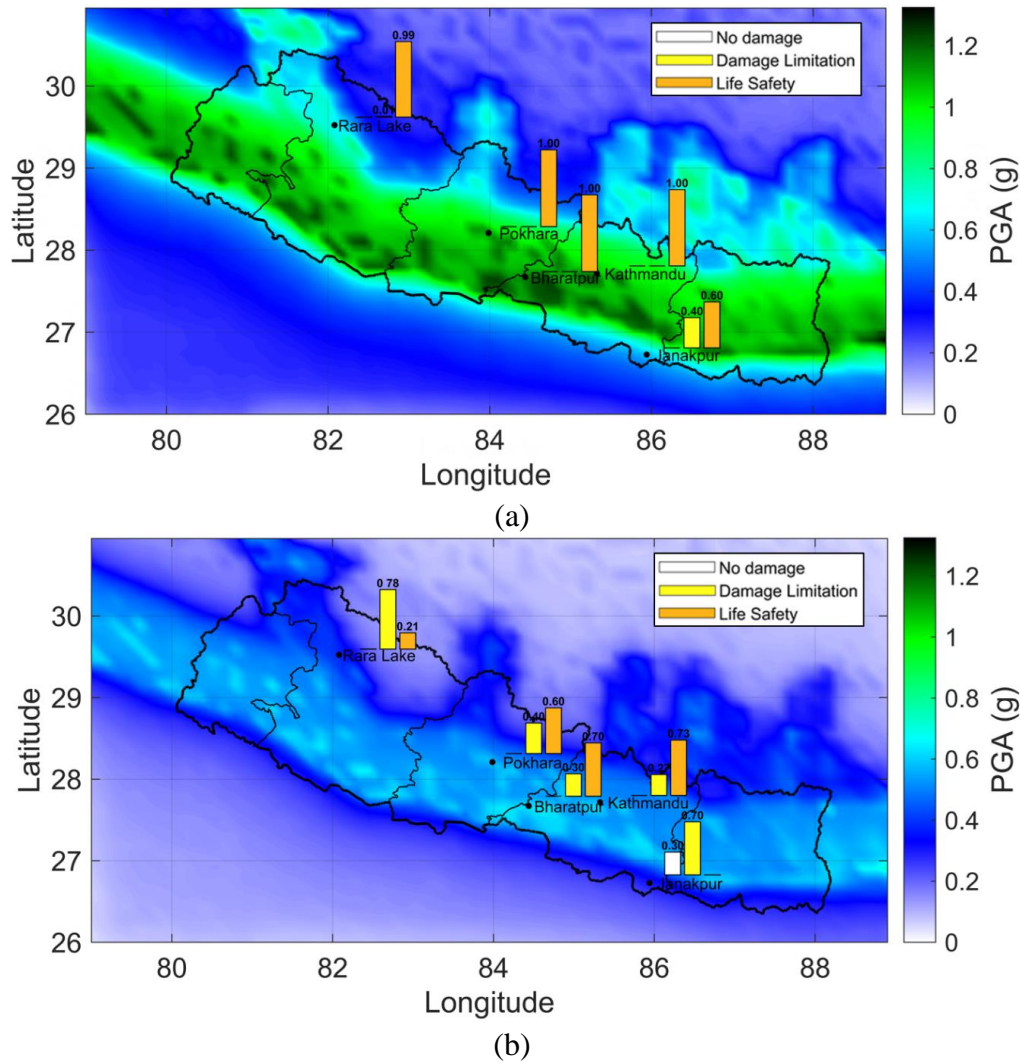 No damage
Damage Limitation
Life Safety
0.99
0.01
Rara Lake
1.00
Pokhara
1.00
Bharatpur
1.00
Kathmandu
0.40
0.60
Janakpur
30
29
28
27
26
Latitude
80
82
84
86
88
Longitude
1.2
1
0.8
0.6
0.4
0.2
0
PGA (g)
(a)
No damage
Damage Limitation
Life Safety
0.78
0.21
Rara Lake
0.40
0.60
Pokhara
0.30
0.70
Bharatpur
0.27
0.73
Kathmandu
0.30
0.70
Janakpur
30
29
28
27
26
Latitude
80
82
84
86
88
Longitude
1.2
1
0.8
0.6
0.4
0.2
0
PGA (g)
(b)